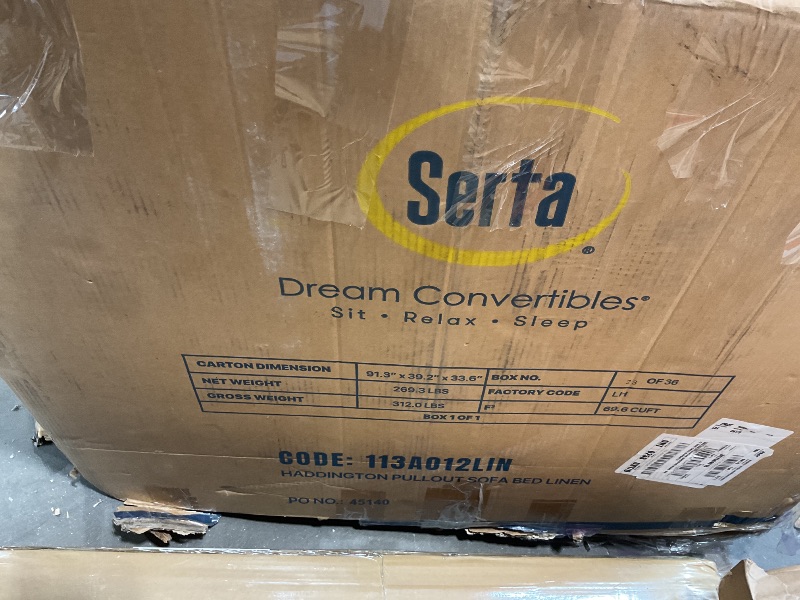 Serta®
Dream Convertibles®
Sit • Relax • Sleep
CARTON DIMENSION 91.3" x 39.2" x 33.6" BOX NO. OF 36
NET WEIGHT 269.3 LBS FACTORY CODE LH
GROSS WEIGHT 312.0 LBS F³ 69.6 CUFT
BOX 1 OF 1
CODE: 113A012LIN
HADDINGTON PULLOUT SOFA BED LINEN
PO NO.: 45140